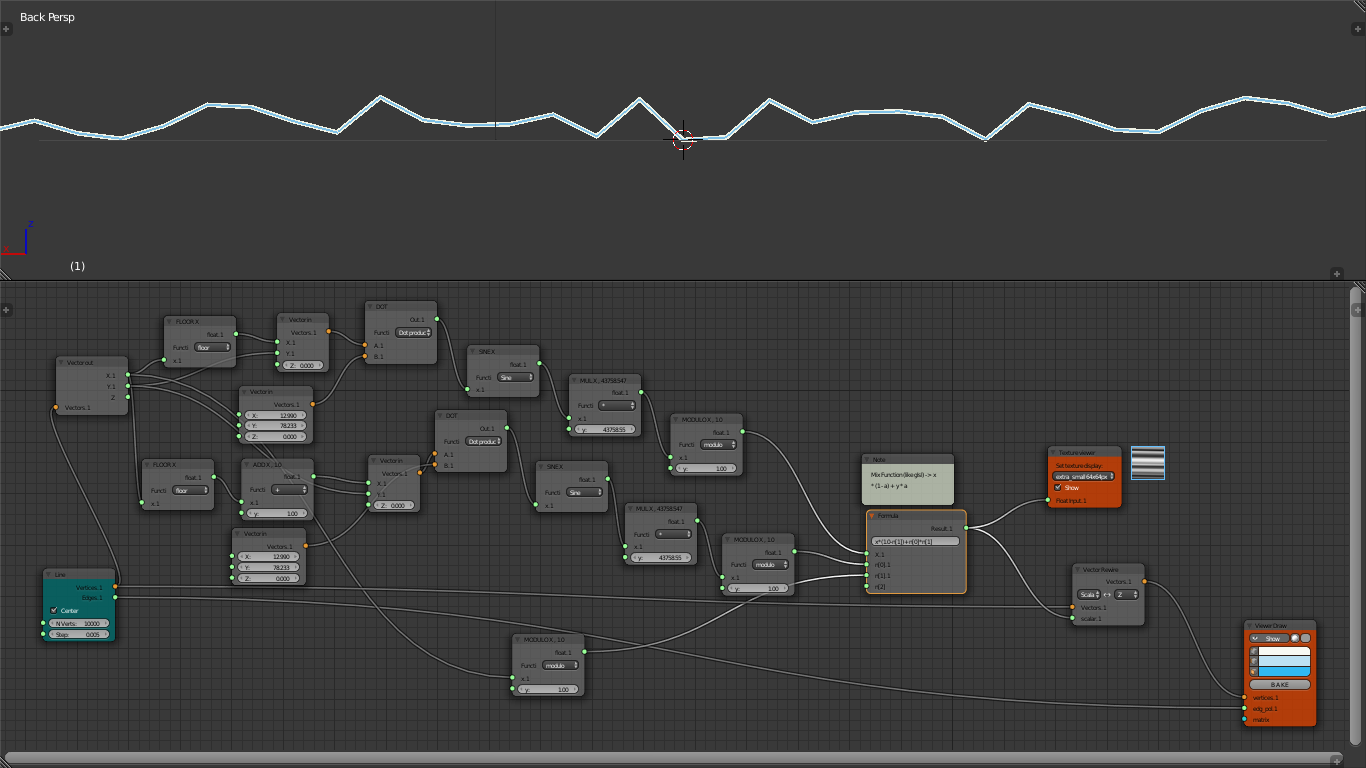 Back Persp
Z
Y
(1)
Vector out
X.1
Y.1
Z
Vectors.1
FLOOR X
float.1
Functi floor
x.1
Vector in
Vectors.1
X.1
Y.1
Z: 0.000
DOT
Out.1
Functi Dot produc
A.1
B.1
Vector in
Vectors.1
X: 12.990
Y: 78.233
Z: 0.000
SINE X
float.1
Functi Sine
x.1
MUL X , 43758.547
float.1
Functi *
x.1
y: 43758.55
MODULO X , 1.0
float.1
Functi modulo
x.1
y: 1.00
FLOOR X
float.1
Functi floor
x.1
ADD X , 1.0
float.1
Functi +
x.1
y: 1.00
Vector in
Vectors.1
X.1
Y.1
Z: 0.000
DOT
Out.1
Functi Dot produc
A.1
B.1
Vector in
Vectors.1
X: 12.990
Y: 78.233
Z: 0.000
SINE X
float.1
Functi Sine
x.1
MUL X , 43758.547
float.1
Functi *
x.1
y: 43758.55
MODULO X , 1.0
float.1
Functi modulo
x.1
y: 1.00
Line
Vertices.1
Edges.1
Center
N Verts: 10000
Step: 0.005
MODULO X , 1.0
float.1
Functi modulo
x.1
y: 1.00
Note
Mix Function (like glsl) -> x
* (1 - a) + y * a
Formula
Result.1
x*(1.0-n[1])+n[0]*n[1]
X.1
n[0].1
n[1].1
n[2]
Texture viewer
Set texture display:
extra_small 64x64px
Show
Float input.1
Vector Rewire
Vectors.1
Scala Z
Vectors.1
scalar.1
Viewer Draw
Show
BAKE
vertices.1
edg_pol.1
matrix